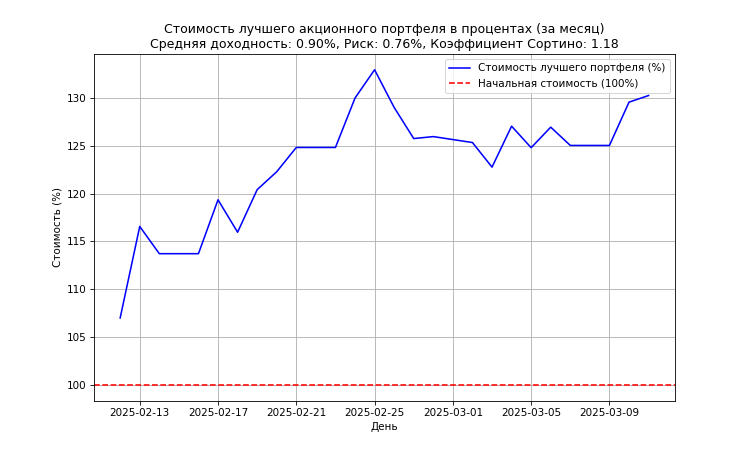 Стоимость лучшего акционного портфеля в процентах (за месяц)
Средняя доходность: 0.90%, Риск: 0.76%, Коэффициент Сортино: 1.18
Стоимость лучшего портфеля (%)
Начальная стоимость (100%)
Стоимость (%)
130
125
120
115
110
105
100
2025-02-13
2025-02-17
2025-02-21
2025-02-25
2025-03-01
2025-03-05
2025-03-09
День